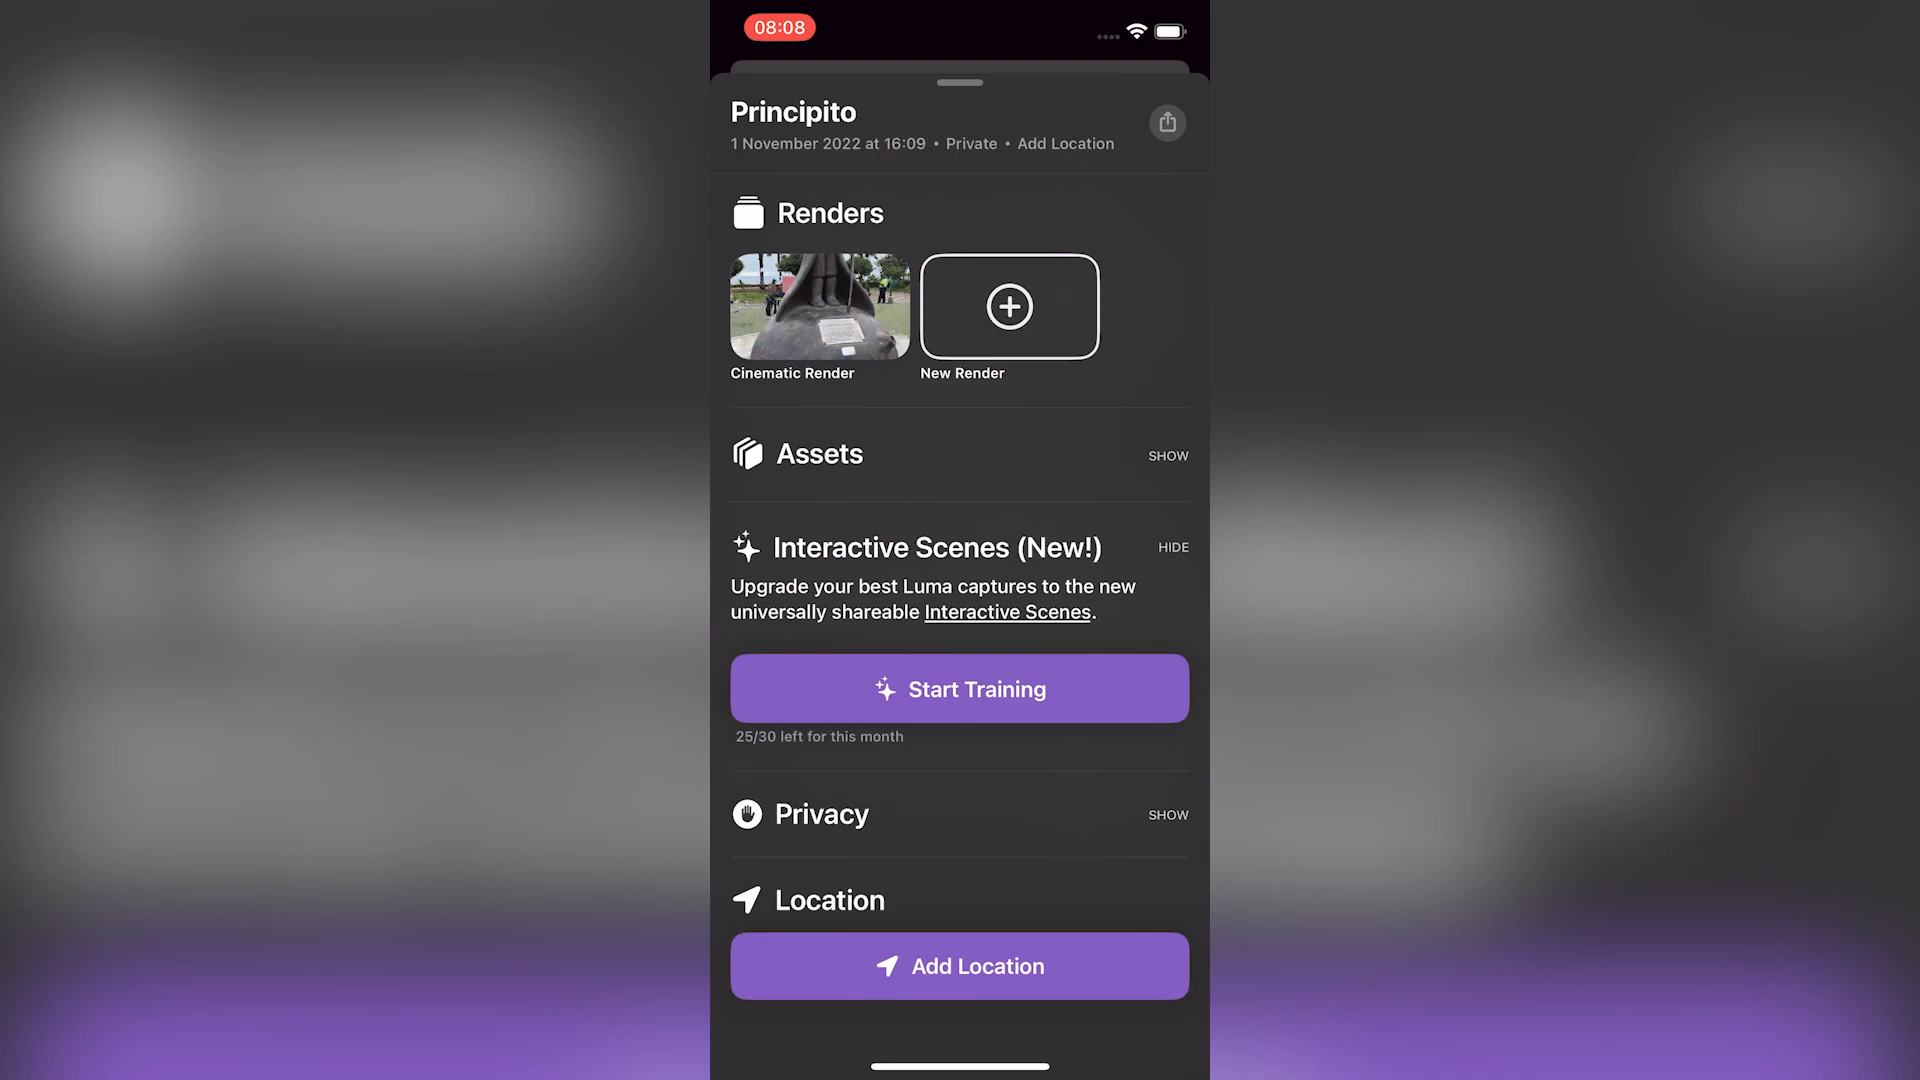 08:08
Principito
1 November 2022 at 16:09 • Private • Add Location
Renders
Cinematic Render
New Render
Assets
SHOW
Interactive Scenes (New!)
HIDE
Upgrade your best Luma captures to the new
universally shareable Interactive Scenes.
Start Training
25/30 left for this month
Privacy
SHOW
Location
Add Location